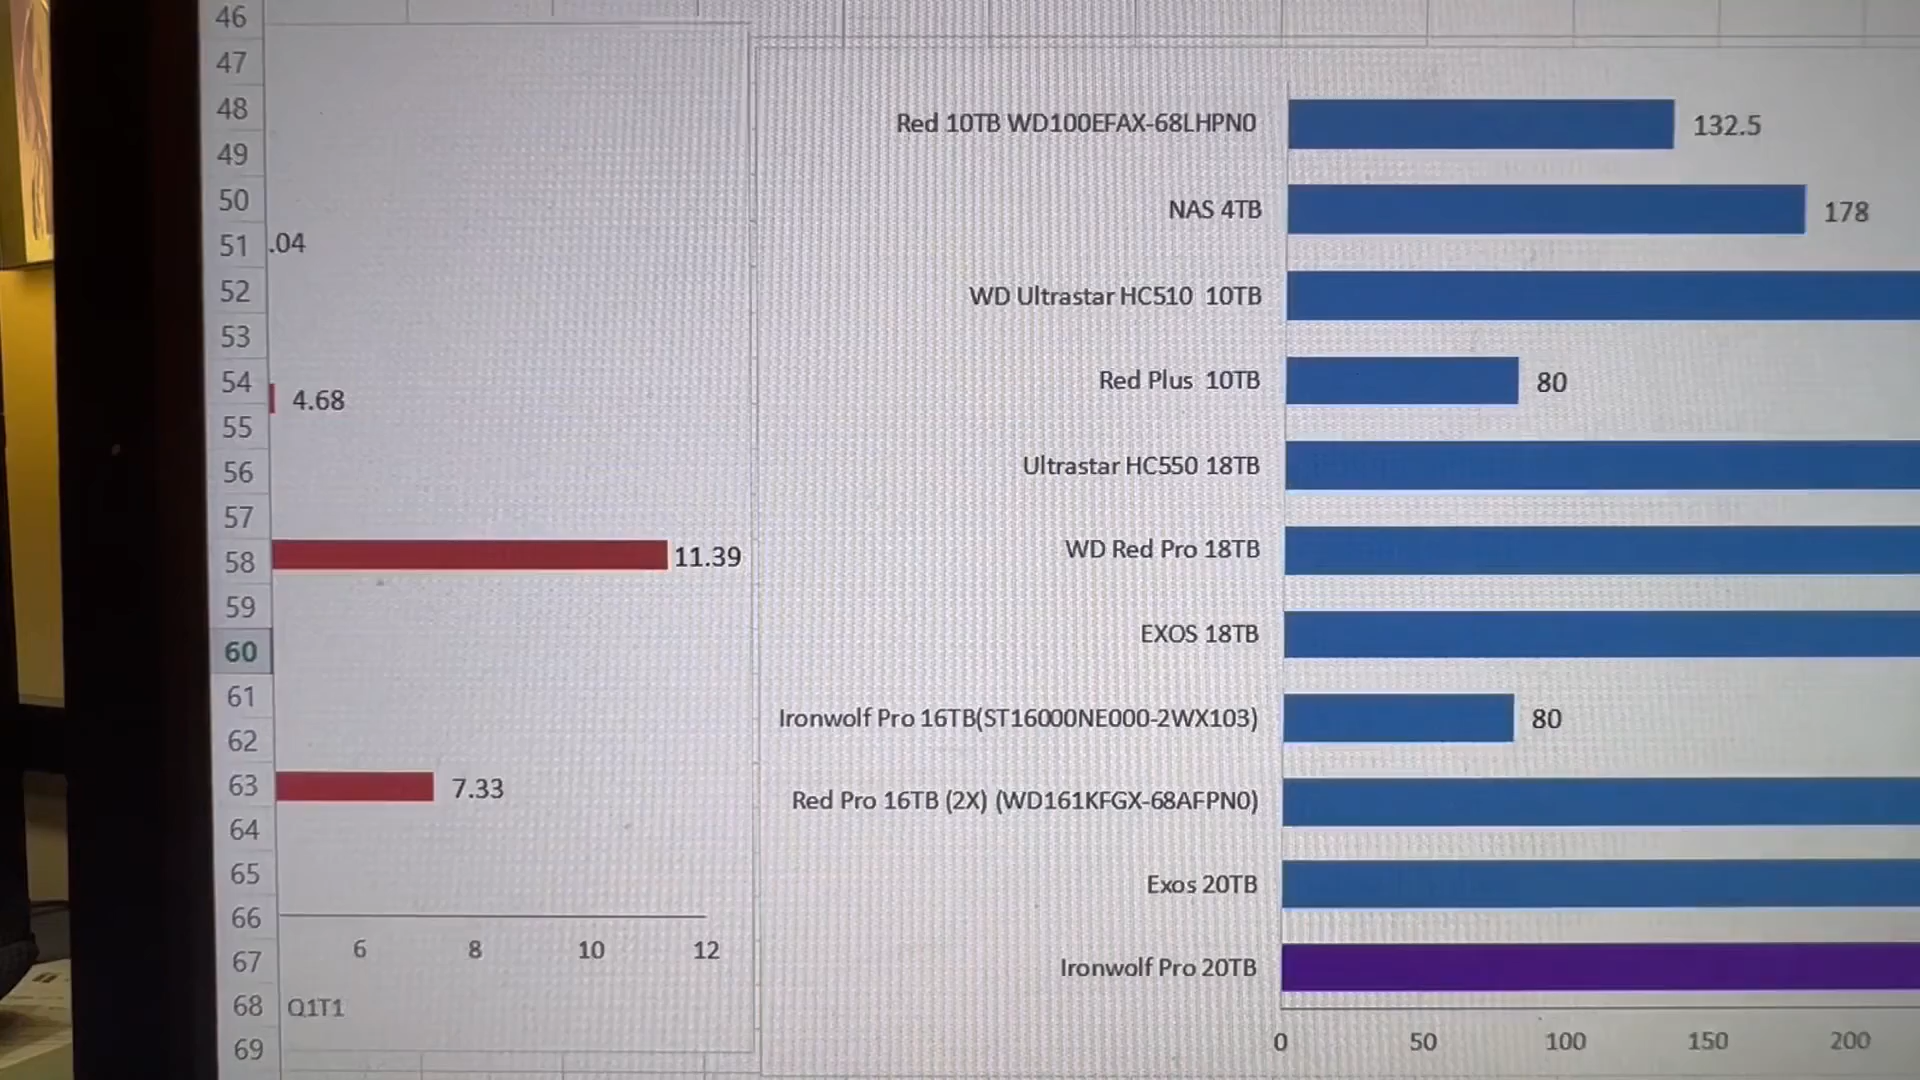 46
47
48
49
50
51
52
53
54
55
56
57
58
59
60
61
62
63
64
65
66
67
68
69
.04
4.68
11.39
7.33
6 8 10 12
Q1T1
Red 10TB WD100EFAX-68LHPN0 132.5
NAS 4TB 178
WD Ultrastar HC510 10TB
Red Plus 10TB 80
Ultrastar HC550 18TB
WD Red Pro 18TB
EXOS 18TB
Ironwolf Pro 16TB(ST16000NE000-2WX103) 80
Red Pro 16TB (2X) (WD161KFGX-68AFPN0)
Exos 20TB
Ironwolf Pro 20TB
0 50 100 150 200